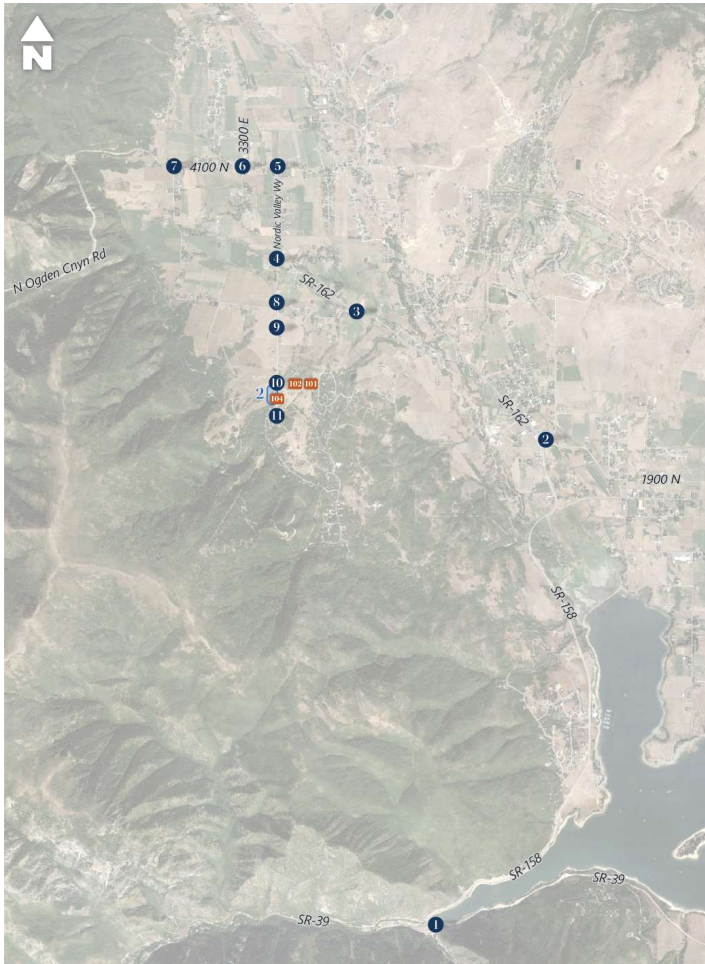 N
3300 E
7
4100 N
6
5
Nordic Valley Wy
4
N Ogden Cnyn Rd
SR-162
8
3
9
10
102
101
2
104
11
SR-162
2
1900 N
SR-158
SR-158
SR-39
SR-39
1